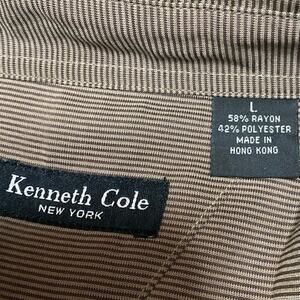 L
58% RAYON
42% POLYESTER
MADE IN
HONG KONG
Kenneth Cole
NEW YORK